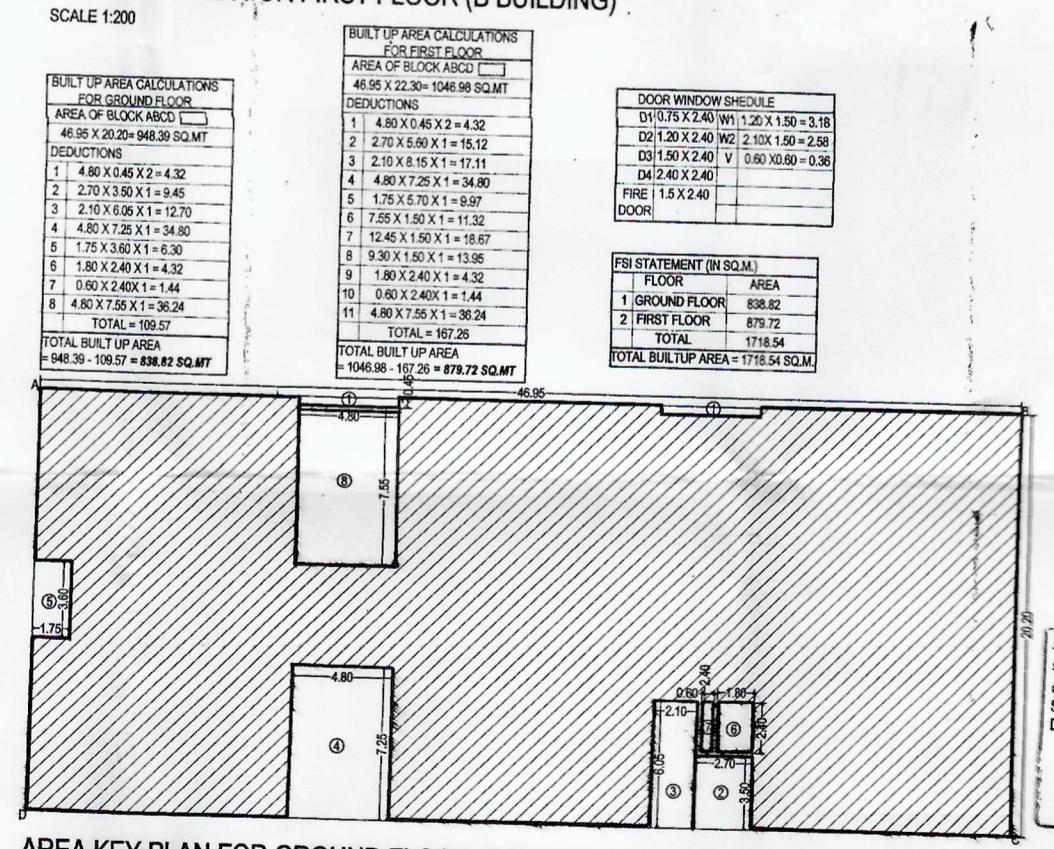 ON FIRST FLOOR (B BUILDING)
SCALE 1:200
BUILT UP AREA CALCULATIONS
FOR GROUND FLOOR
AREA OF BLOCK ABCD
46.95 X 20.20= 948.39 SQ.MT
DEDUCTIONS
1 4.80 X 0.45 X 2 = 4.32
2 2.70 X 3.50 X 1 = 9.45
3 2.10 X 6.05 X 1 = 12.70
4 4.80 X 7.25 X 1 = 34.80
5 1.75 X 3.60 X 1 = 6.30
6 1.80 X 2.40 X 1 = 4.32
7 0.60 X 2.40X 1 = 1.44
8 4.80 X 7.55 X 1 = 36.24
TOTAL = 109.57
TOTAL BUILT UP AREA
= 948.39 - 109.57 = 838.82 SQ.MT
BUILT UP AREA CALCULATIONS
FOR FIRST FLOOR
AREA OF BLOCK ABCD
46.95 X 22.30= 1046.98 SQ.MT
DEDUCTIONS
1 4.80 X 0.45 X 2 = 4.32
2 2.70 X 5.60 X 1 = 15.12
3 2.10 X 8.15 X 1 = 17.11
4 4.80 X 7.25 X 1 = 34.80
5 1.75 X 5.70 X 1 = 9.97
6 7.55 X 1.50 X 1 = 11.32
7 12.45 X 1.50 X 1 = 18.67
8 9.30 X 1.50 X 1 = 13.95
9 1.80 X 2.40 X 1 = 4.32
10 0.60 X 2.40X 1 = 1.44
11 4.80 X 7.55 X 1 = 36.24
TOTAL = 167.26
TOTAL BUILT UP AREA
= 1046.98 - 167.26 = 879.72 SQ.MT
DOOR WINDOW SHEDULE
D1 0.75 X 2.40 W1 1.20 X 1.50 = 3.18
D2 1.20 X 2.40 W2 2.10X 1.50 = 2.58
D3 1.50 X 2.40 V 0.60 X0.60 = 0.36
D4 2.40 X 2.40
FIRE 1.5 X 2.40
DOOR
FSI STATEMENT (IN SQ.M.)
FLOOR AREA
1 GROUND FLOOR 838.82
2 FIRST FLOOR 879.72
TOTAL 1718.54
TOTAL BUILTUP AREA = 1718.54 SQ.M.
A 1 0.45 46.95 1 B
4.80
8 7.55
5 3.60
1.75
20.20
4.80
2.40
0.60 1.80
2.10
7 6 2.40
4 7.25
6.05 2.70
3 2 3.50
D
C
AREA KEY PLAN FOR GROUND